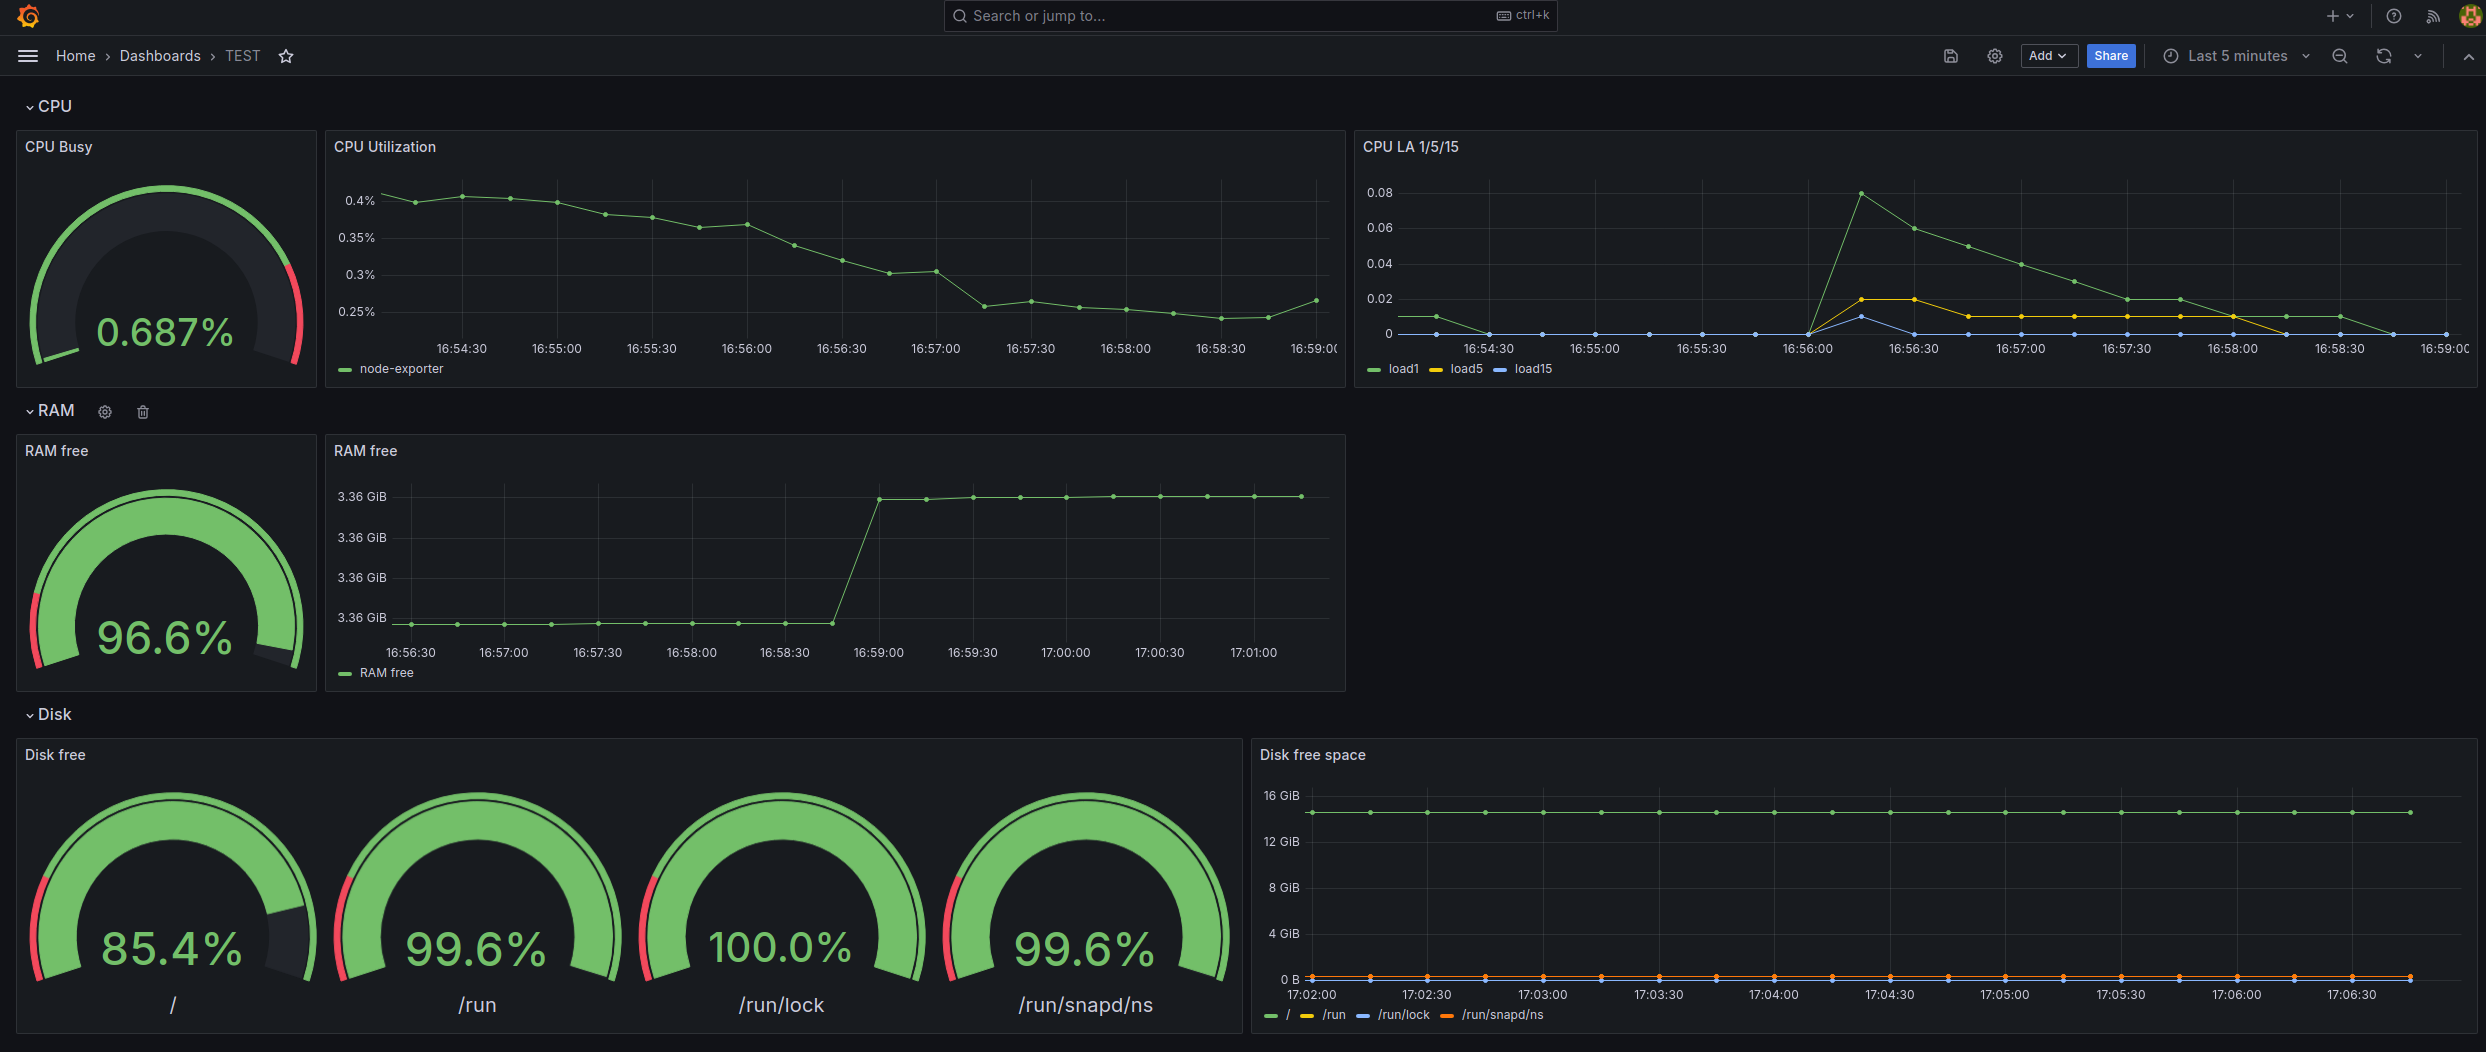 Search or jump to... ctrl+k
Home › Dashboards › TEST
Add Share Last 5 minutes
CPU
CPU Busy
0.687%
CPU Utilization
0.4%
0.35%
0.3%
0.25%
16:54:30 16:55:00 16:55:30 16:56:00 16:56:30 16:57:00 16:57:30 16:58:00 16:58:30 16:59:00
node-exporter
CPU LA 1/5/15
0.08
0.06
0.04
0.02
0
16:54:30 16:55:00 16:55:30 16:56:00 16:56:30 16:57:00 16:57:30 16:58:00 16:58:30 16:59:00
load1 load5 load15
RAM
RAM free
96.6%
RAM free
3.36 GiB
3.36 GiB
3.36 GiB
3.36 GiB
16:56:30 16:57:00 16:57:30 16:58:00 16:58:30 16:59:00 16:59:30 17:00:00 17:00:30 17:01:00
RAM free
Disk
Disk free
85.4% 99.6% 100.0% 99.6%
/ /run /run/lock /run/snapd/ns
Disk free space
16 GiB
12 GiB
8 GiB
4 GiB
0 B
17:02:00 17:02:30 17:03:00 17:03:30 17:04:00 17:04:30 17:05:00 17:05:30 17:06:00 17:06:30
/ /run /run/lock /run/snapd/ns